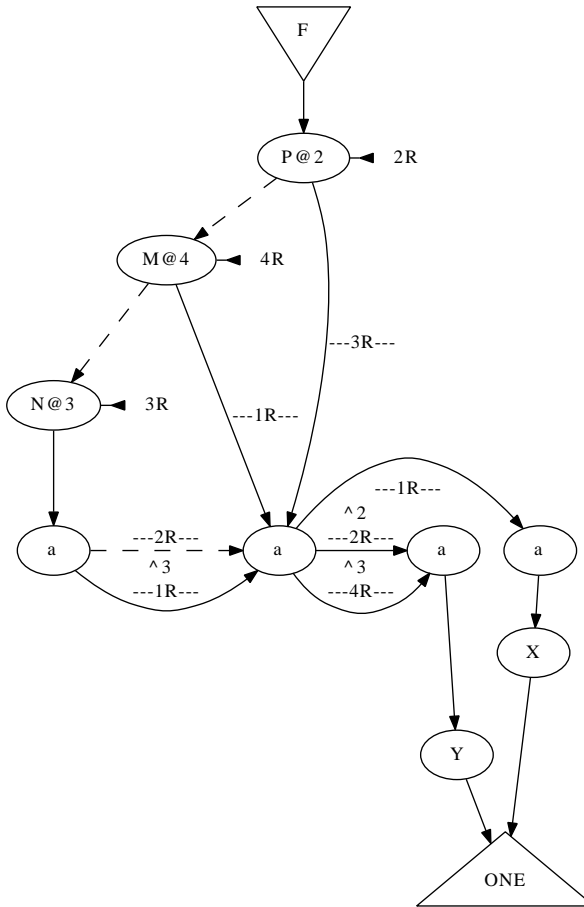 F
P@2
2R
M@4
4R
---3R---
N@3
3R
---1R---
---1R---
^2
a
---2R---
a
---2R---
a
a
^3
^3
---1R---
---4R---
X
Y
ONE